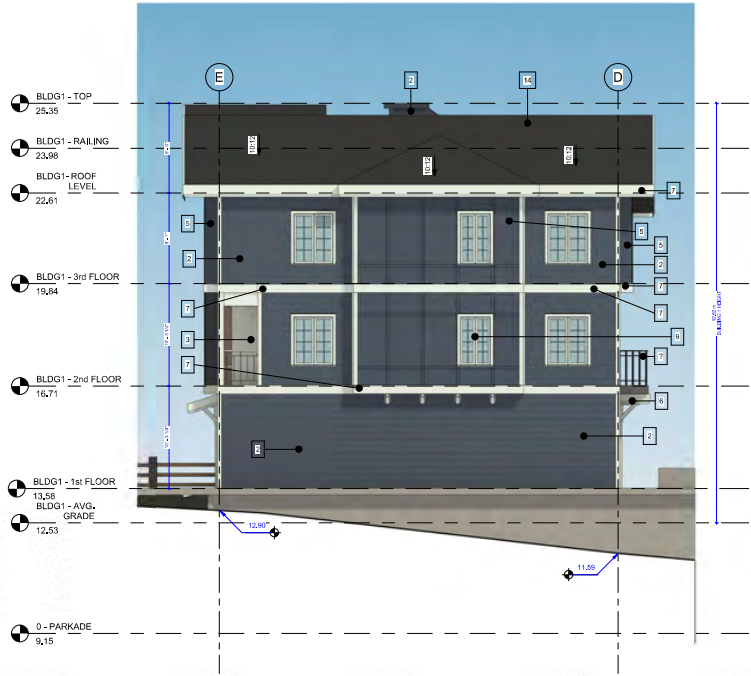 E
2
14
D
BLDG1 - TOP
25.35
BLDG1 - RAILING
23.98
10:12
10:12
10:12
BLDG1- ROOF
LEVEL
22.61
7
5
5
5
2
2
BLDG1 - 3rd FLOOR
19.84
7
7
7
BUILDING 1 HEIGHT
3
9
?
7
BLDG1 - 2nd FLOOR
16.71
6
2
2
BLDG1 - 1st FLOOR
13.58
BLDG1 - AVG.
GRADE
12.53
12.90
11.59
0 - PARKADE
9.15